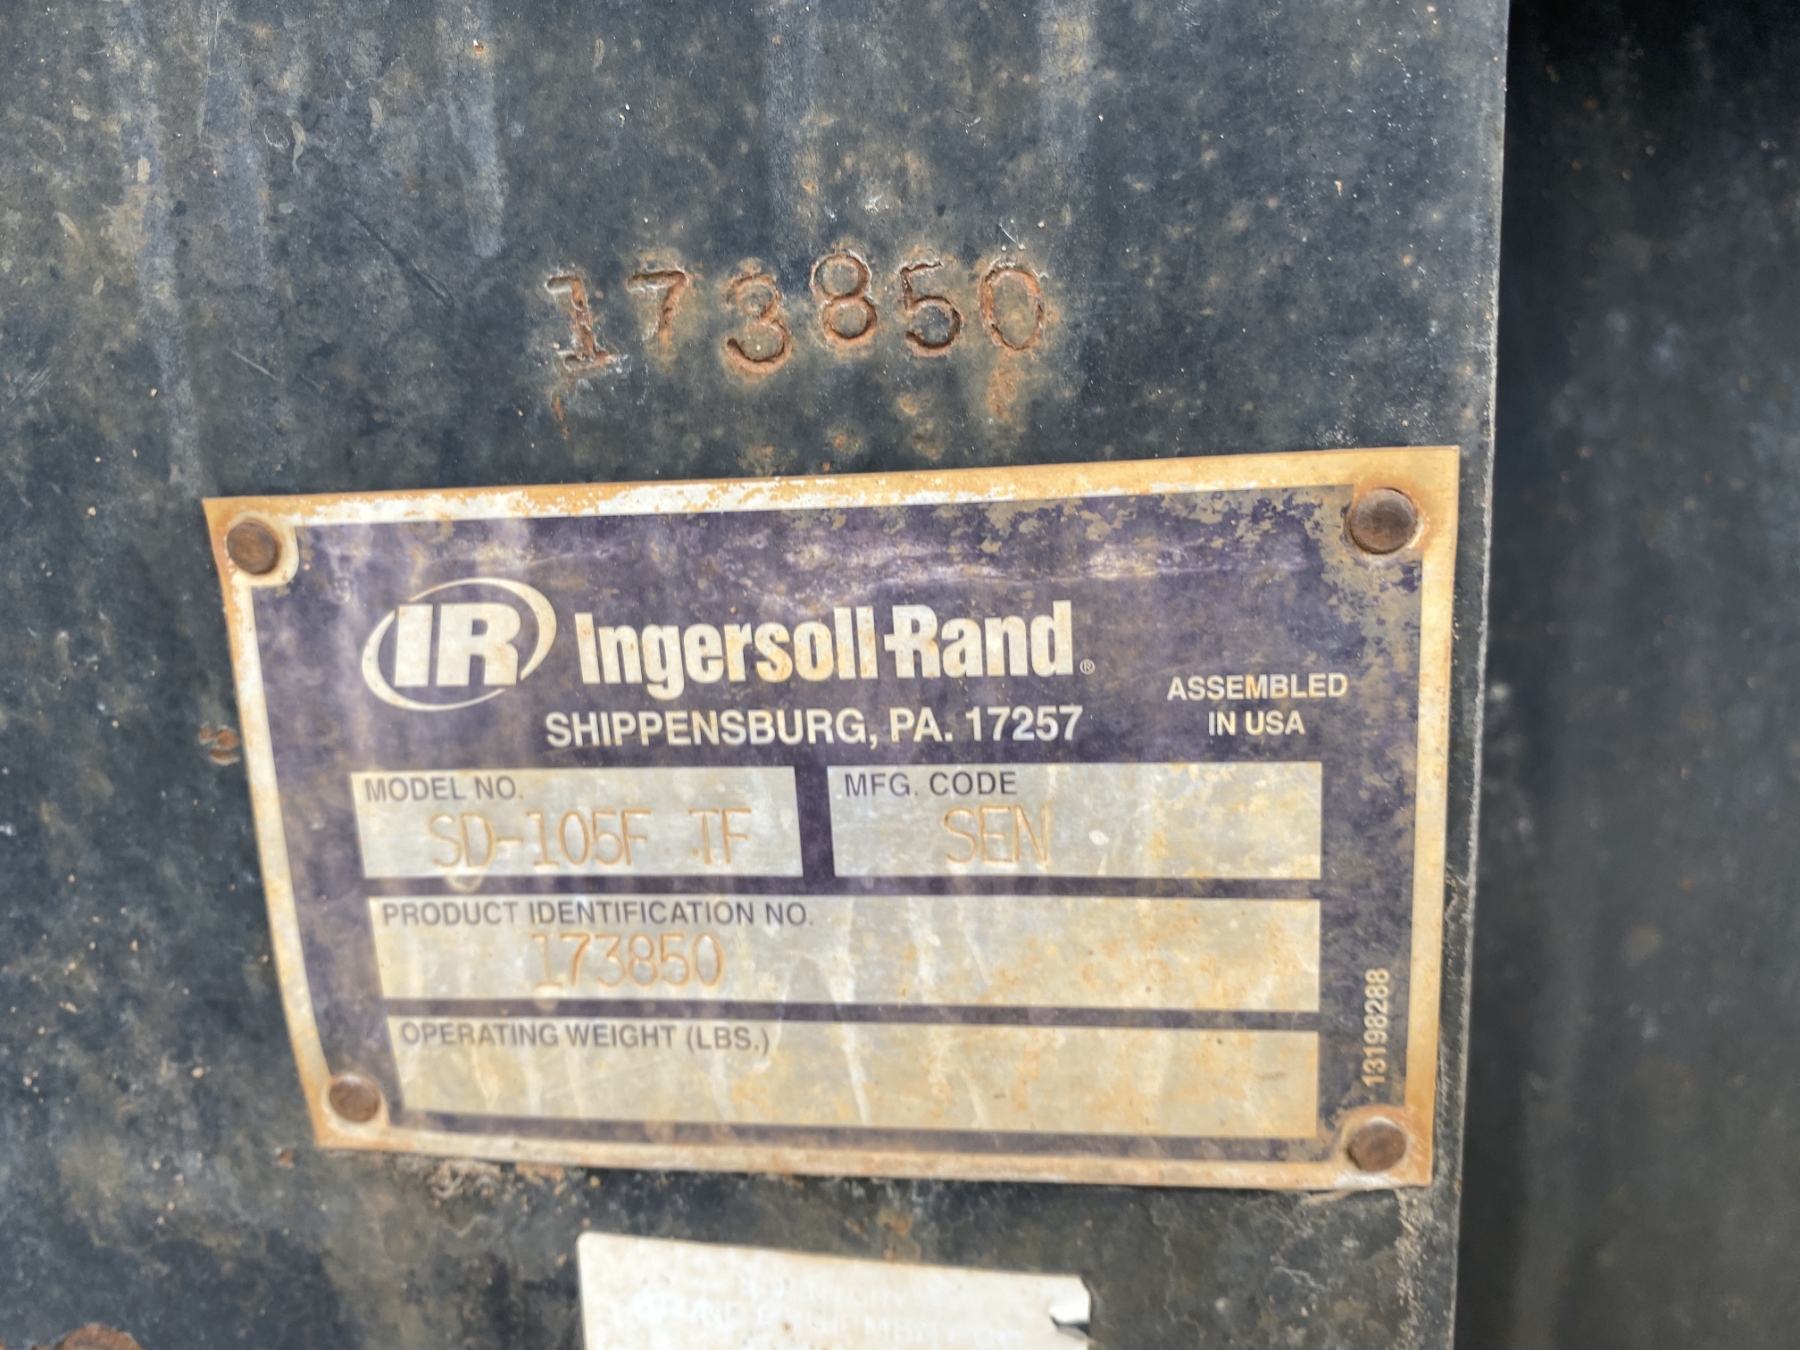 173850
IR Ingersoll-Rand®
SHIPPENSBURG, PA. 17257
ASSEMBLED
IN USA
MODEL NO.
SD-105F TF
MFG. CODE
SEN
PRODUCT IDENTIFICATION NO.
173850
OPERATING WEIGHT (LBS.)
13198288